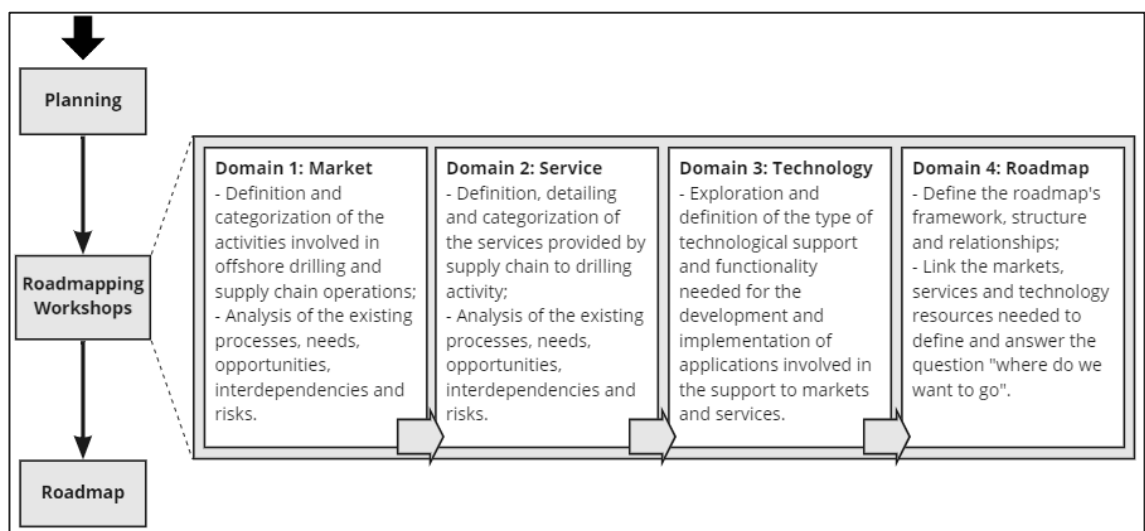 Planning
Roadmapping
Workshops
Roadmap
Domain 1: Market
- Definition and
categorization of the
activities involved in
offshore drilling and
supply chain operations;
- Analysis of the existing
processes, needs,
opportunities,
interdependencies and
risks.
Domain 2: Service
- Definition, detailing
and categorization of
the services provided by
supply chain to drilling
activity;
- Analysis of the existing
processes, needs,
opportunities,
interdependencies and
risks.
Domain 3: Technology
- Exploration and
definition of the type of
technological support
and functionality
needed for the
development and
implementation of
applications involved in
the support to markets
and services.
Domain 4: Roadmap
- Define the roadmap's
framework, structure
and relationships;
- Link the markets,
services and technology
resources needed to
define and answer the
question "where do we
want to go".